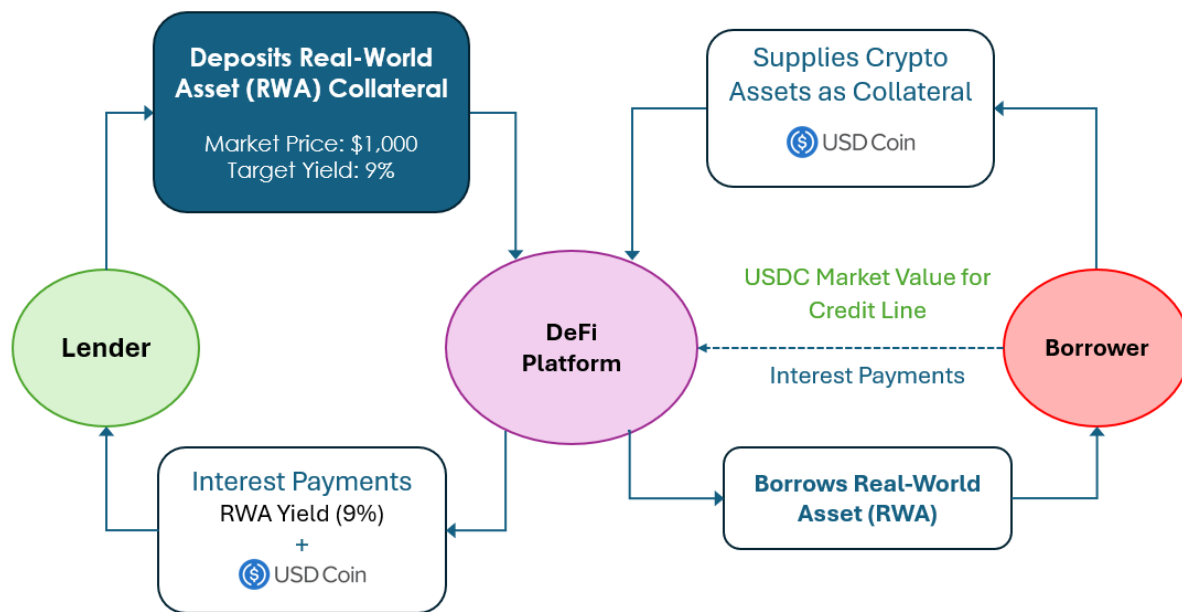 Deposits Real-World
Asset (RWA) Collateral
Market Price: $1,000
Target Yield: 9%
Supplies Crypto
Assets as Collateral
USD Coin
Lender
DeFi
Platform
USDC Market Value for
Credit Line
Interest Payments
Borrower
Interest Payments
RWA Yield (9%)
+
USD Coin
Borrows Real-World
Asset (RWA)